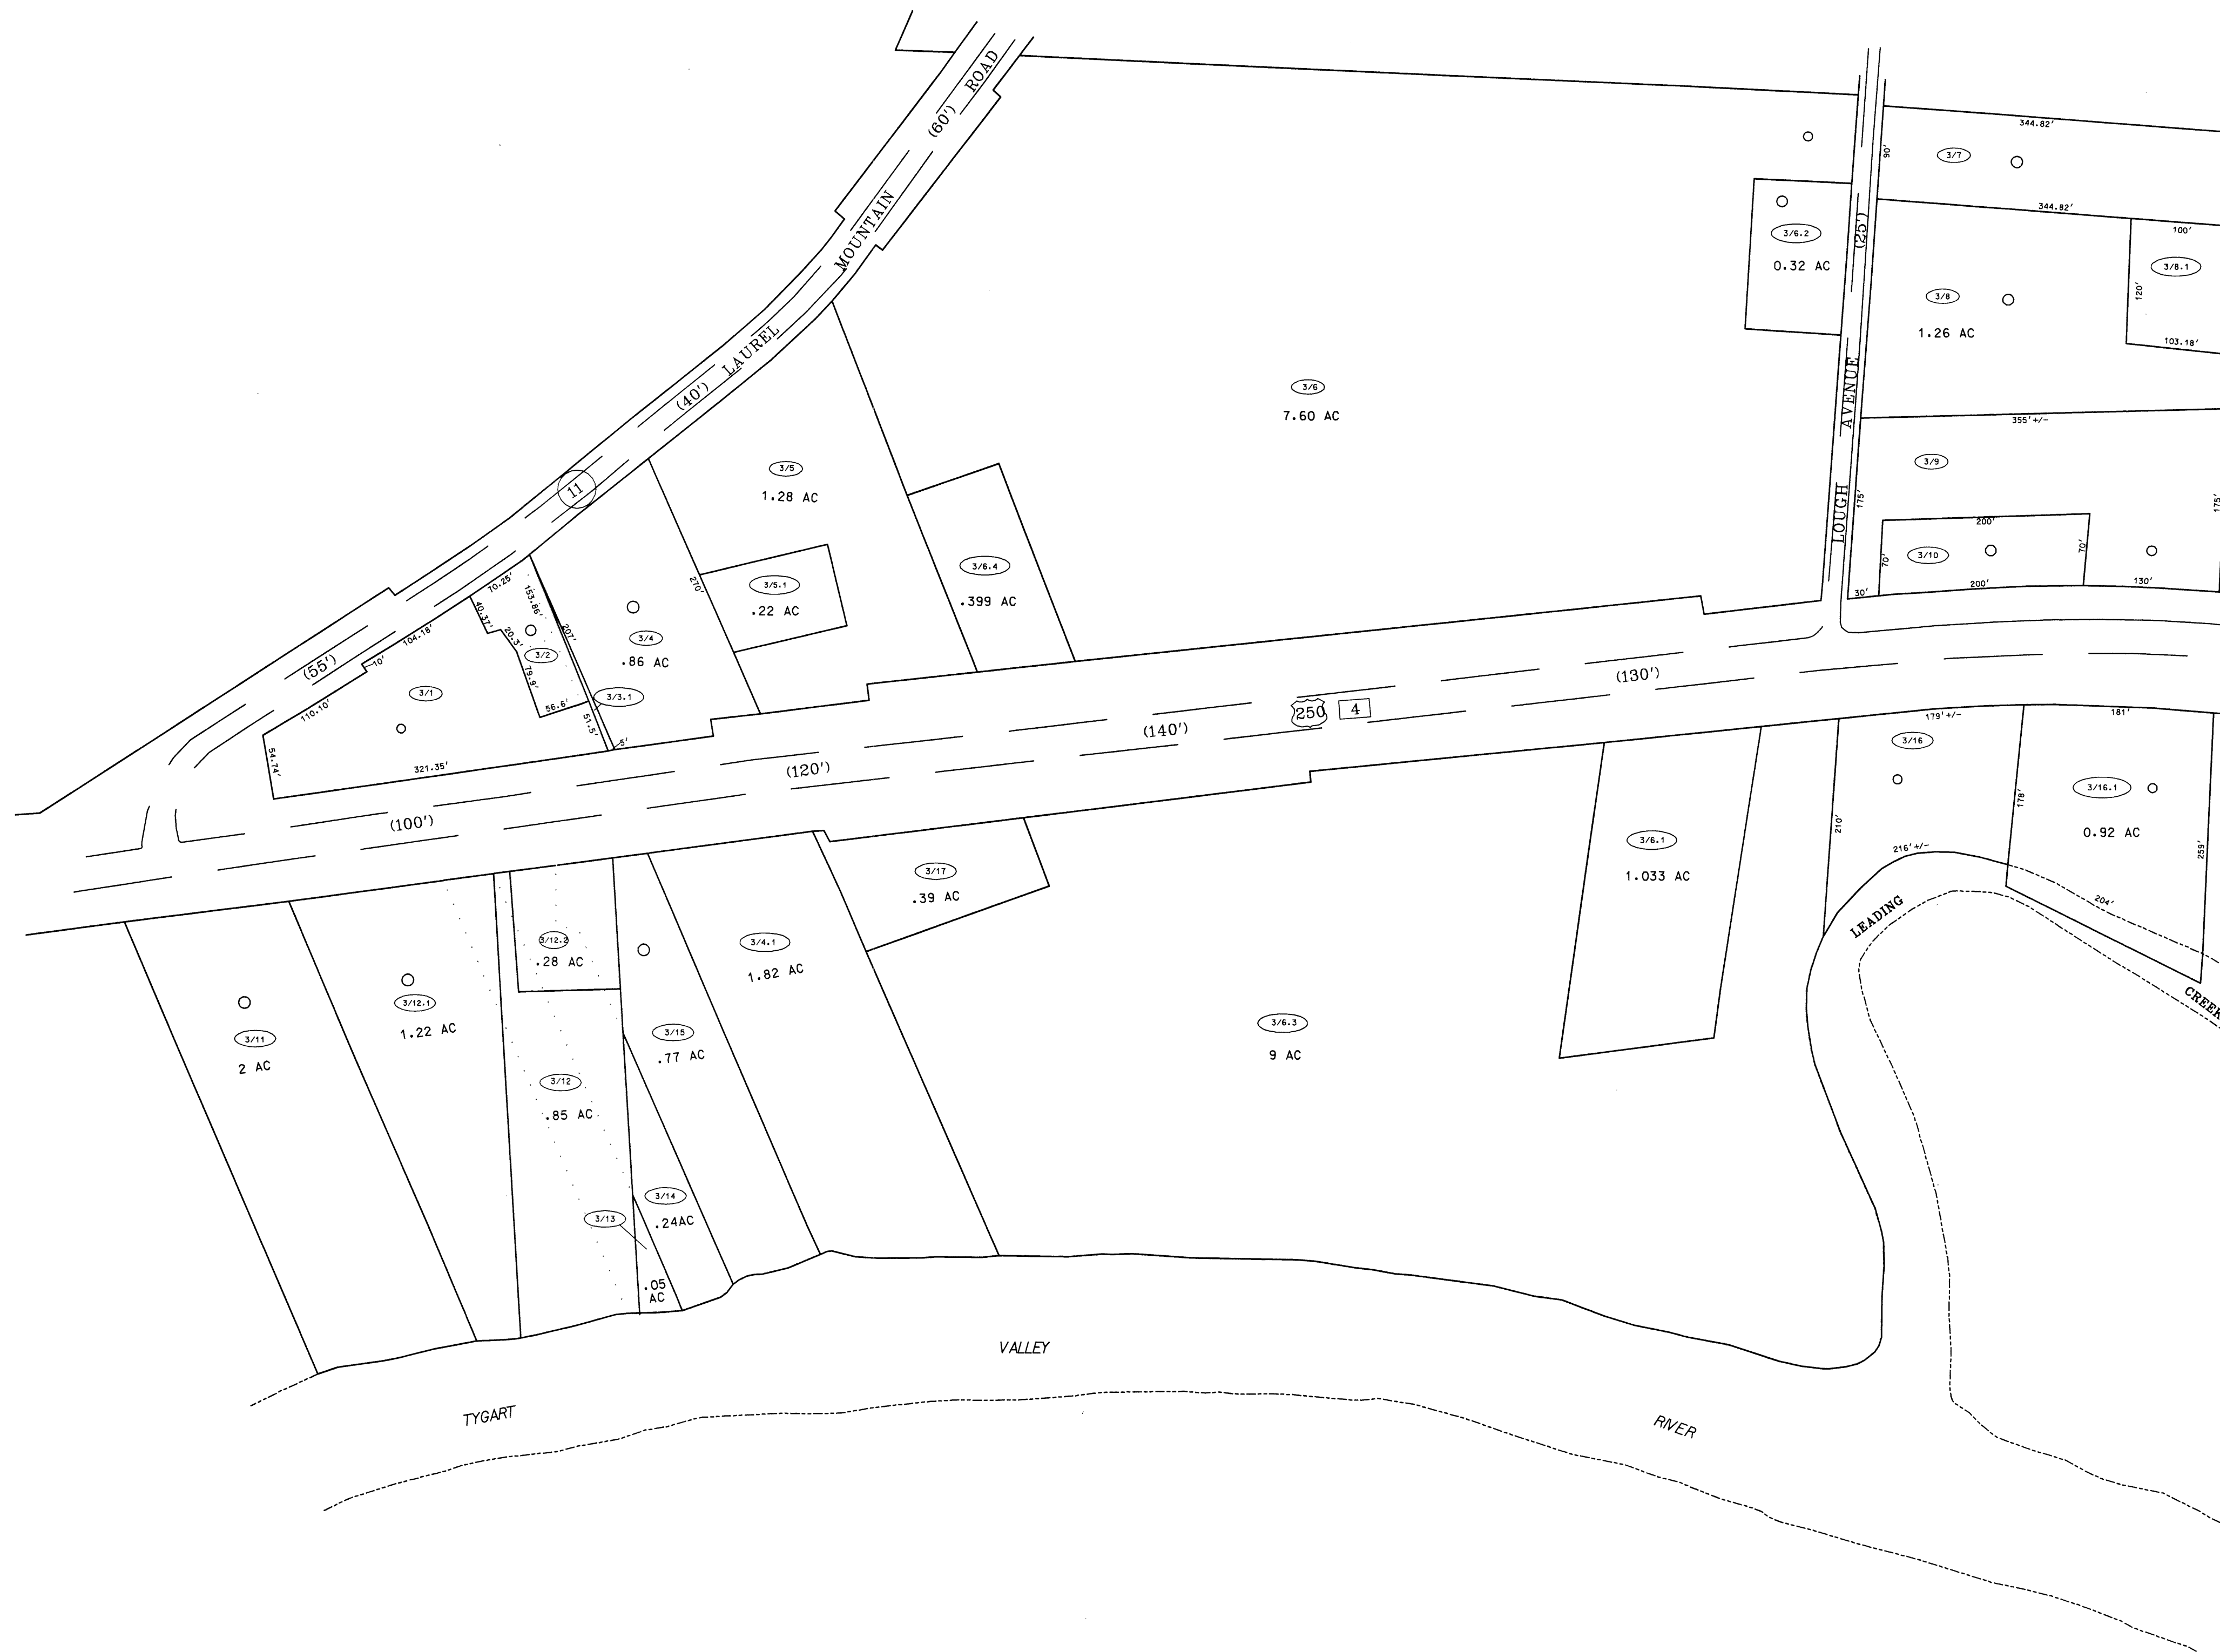 (60') ROAD
MOUNTAIN
(40') LAUREL
11
(55')
344.82'
3/7
90'
344.82'
100'
3/8.1
120'
103.18'
3/6.2
0.32 AC
(25')
3/8
1.26 AC
LOUGH AVENUE
3/6
7.60 AC
355'+/-
3/9
175'
175'
200'
70'
3/10
70'
30'
200'
130'
3/5
1.28 AC
270'
3/5.1
.22 AC
3/6.4
.399 AC
70.25'
153.86'
40.37'
20.3'
207'
104.18'
10'
3/2
79.9'
3/4
.86 AC
3/1
3/3.1
56.6'
51.5'
5'
110.10'
54.74'
321.35'
(100')
(120')
(140')
250
4
(130')
179'+/-
181'
3/16
178'
3/16.1
0.92 AC
210'
216'+/-
259'
204'
LEADING
CREEK
3/17
.39 AC
3/6.1
1.033 AC
3/12.2
.28 AC
3/4.1
1.82 AC
3/12.1
1.22 AC
3/11
2 AC
3/15
.77 AC
3/6.3
9 AC
3/12
.85 AC
3/14
.24AC
3/13
.05
AC
TYGART
VALLEY
RIVER